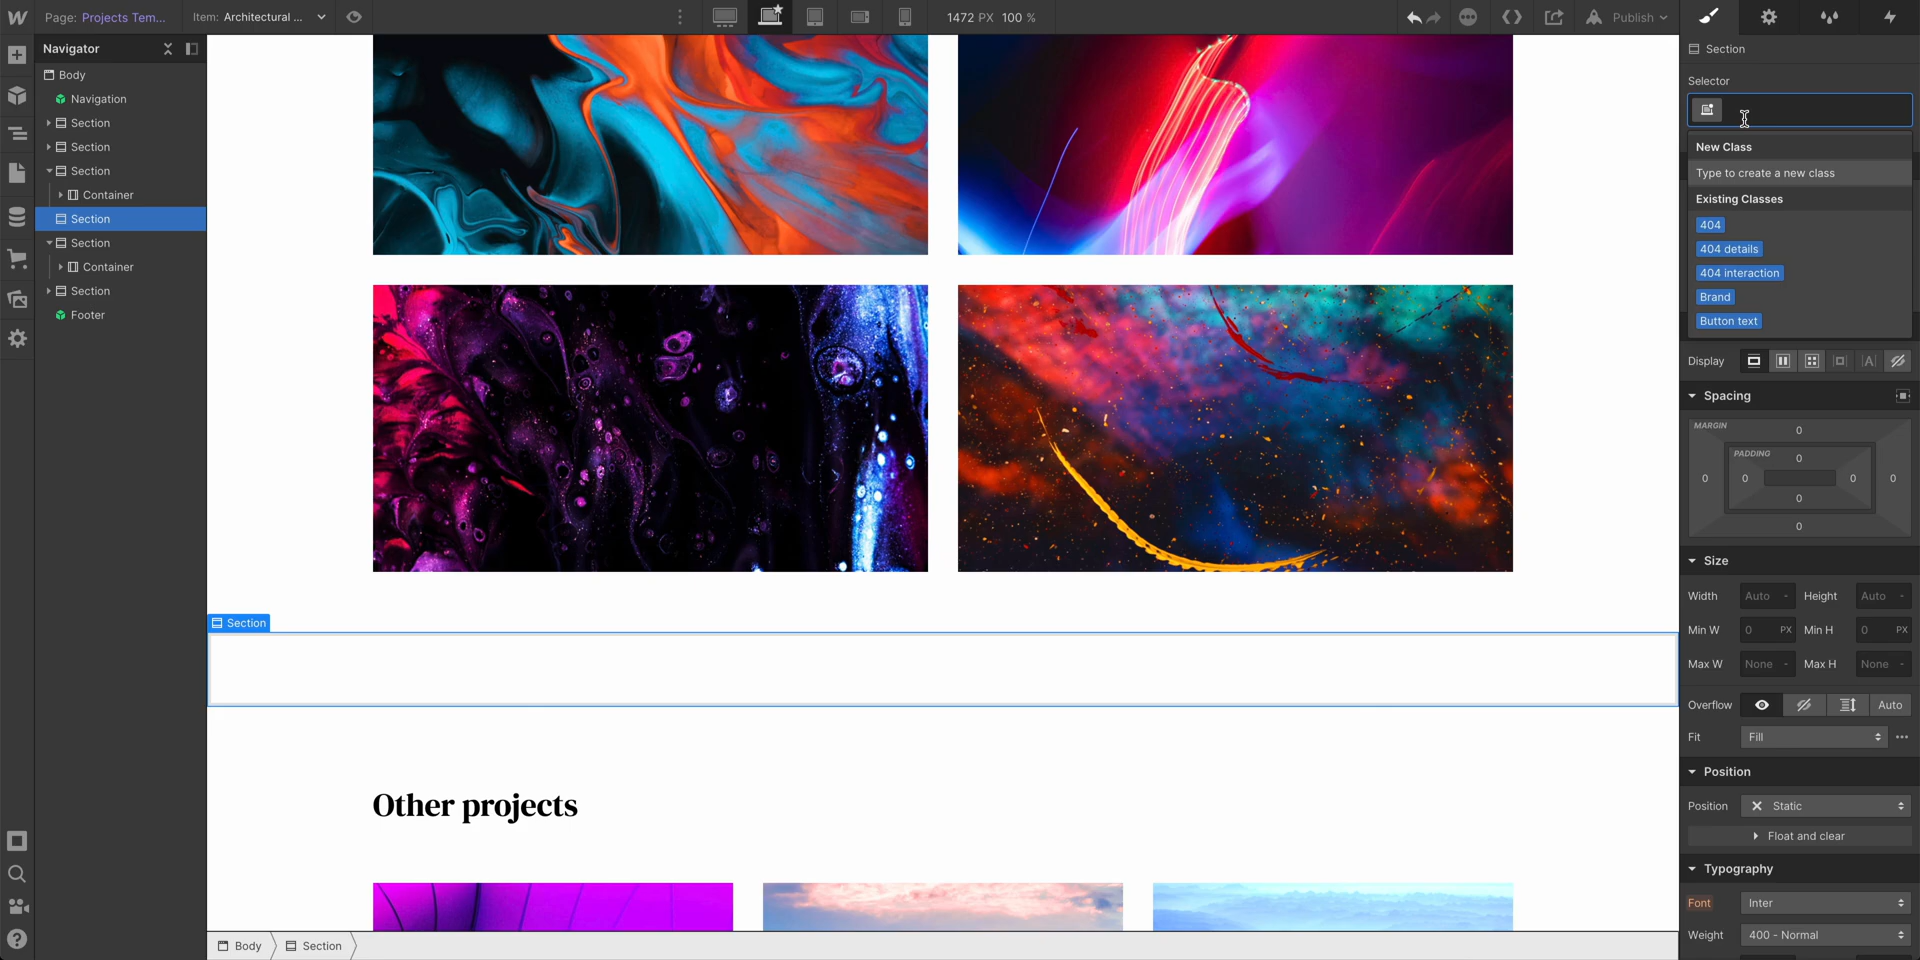 Page: Projects Tem...
Item: Architectural ...
1472 PX 100 %
Publish
Navigator
Body
Navigation
Section
Section
Section
Container
Section
Section
Container
Section
Footer
Section
Other projects
Body
Section
Section
Selector
New Class
Type to create a new class
Existing Classes
404
404 details
404 interaction
Brand
Button text
Display
Spacing
MARGIN
0
PADDING
0
0 0 0 0
0
0
Size
Width Auto - Height Auto -
Min W 0 PX Min H 0 PX
Max W None - Max H None -
Overflow Auto
Fit Fill
Position
Position Static
Float and clear
Typography
Font Inter
Weight 400 - Normal